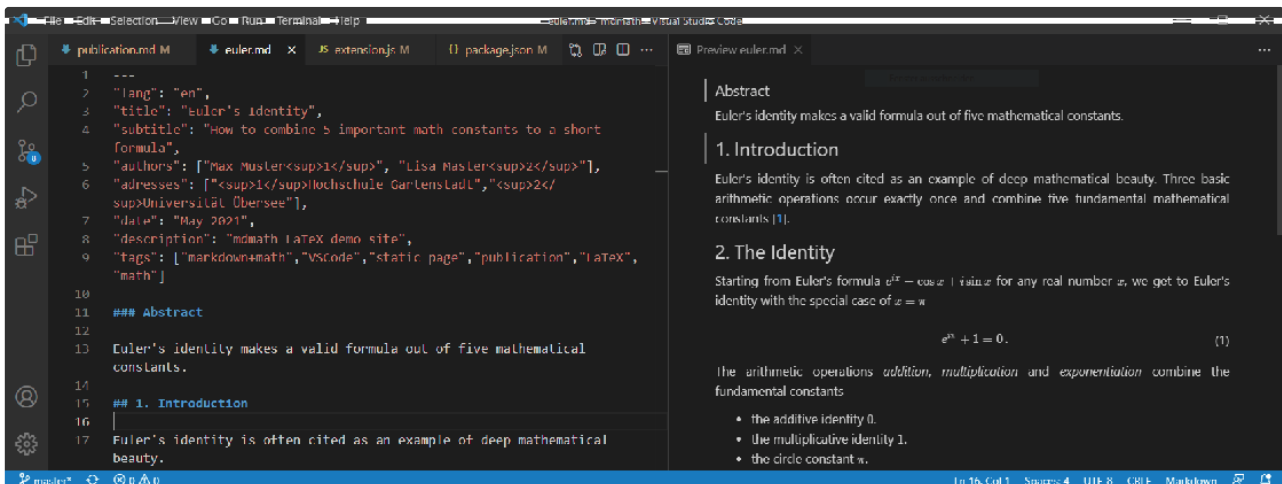 File Edit Selection View Go Run Terminal Help
euler.md - mdmath - Visual Studio Code
publication.md M
euler.md
JS extension.js M
{} package.json M
Preview euler.md
1 ---
2 "lang": "en",
3 "title": "Euler's Identity",
4 "subtitle": "How to combine 5 important math constants to a short
formula",
5 "authors": ["Max Muster<sup>1</sup>", "Lisa Master<sup>2</sup>"],
6 "adresses": ["<sup>1</sup>Hochschule Gartenstadt","<sup>2</
sup>Universität Übersee"],
7 "date": "May 2021",
8 "description": "mdmath LaTeX demo site",
9 "tags": ["markdown+math","VSCode","static page","publication","LaTeX",
"math"]
10
11 ### Abstract
12
13 Euler's identity makes a valid formula out of five mathematical
constants.
14
15 ## 1. Introduction
16
17 Euler's identity is often cited as an example of deep mathematical
beauty.
Abstract
Euler's identity makes a valid formula out of five mathematical constants.
1. Introduction
Euler's identity is often cited as an example of deep mathematical beauty. Three basic
arithmetic operations occur exactly once and combine five fundamental mathematical
constants [1].
2. The Identity
Starting from Euler's formula e^{ix} = cos x + i sin x for any real number x, we get to Euler's
identity with the special case of x = π
e^{iπ} + 1 = 0. (1)
The arithmetic operations addition, multiplication and exponentiation combine the
fundamental constants
• the additive identity 0.
• the multiplicative identity 1.
• the circle constant π.
master* 0 0
Ln 16, Col 1 Spaces: 4 UTF-8 CRLF Markdown